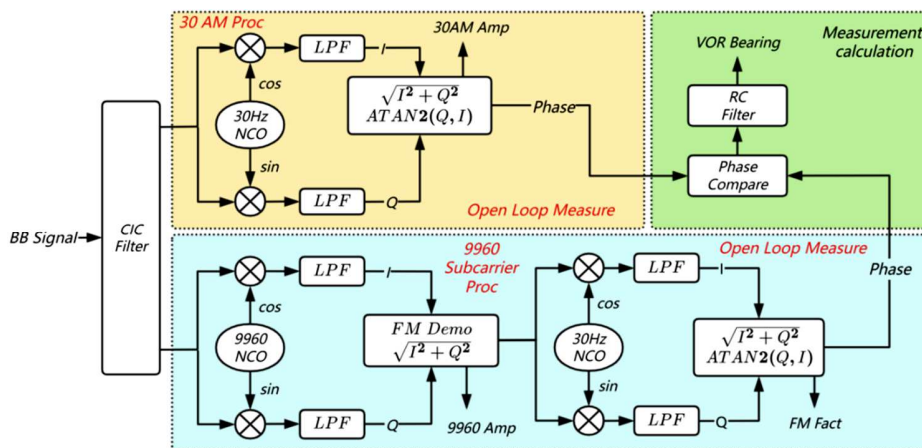 30 AM Proc
LPF
I
30AM Amp
cos
30Hz
NCO
√I² + Q²
ATAN2(Q, I)
Phase
sin
LPF
Q
Open Loop Measure
Measurement
calculation
VOR Bearing
RC
Filter
Phase
Compare
BB Signal
CIC
Filter
9960
Subcarrier
Proc
Open Loop Measure
LPF
I
cos
9960
NCO
sin
LPF
Q
FM Demo
√I² + Q²
9960 Amp
LPF
I
cos
30Hz
NCO
sin
LPF
Q
√I² + Q²
ATAN2(Q, I)
FM Fact
Phase